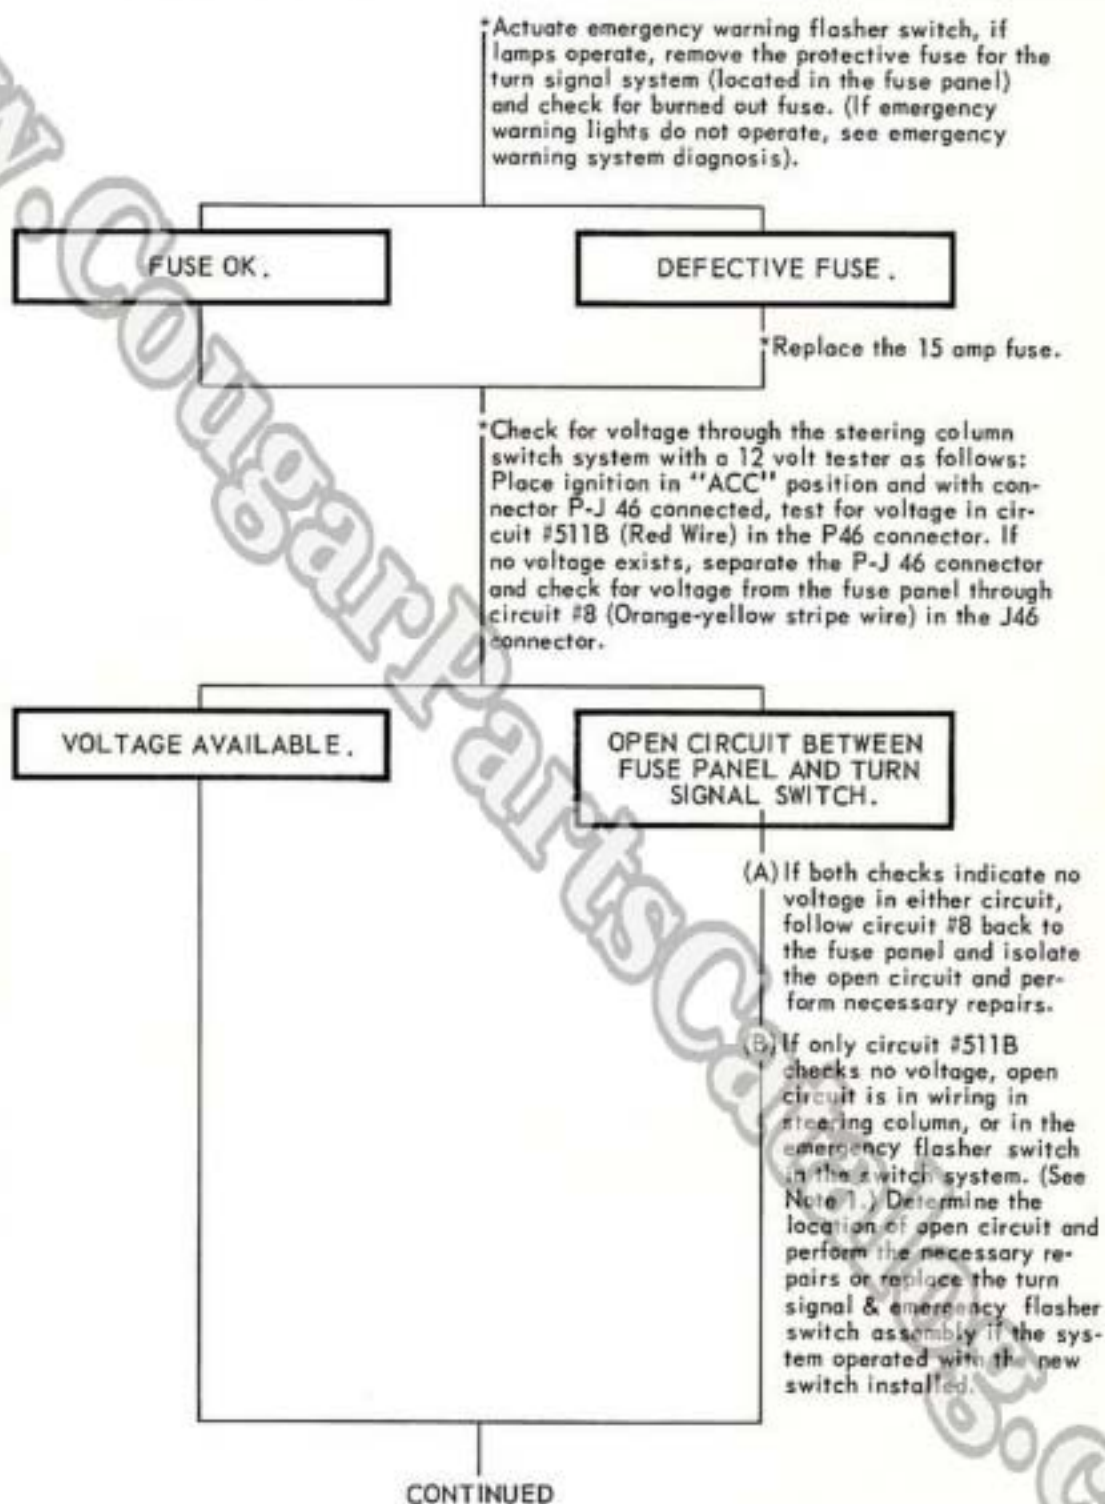 *Actuate emergency warning flasher switch, if
lamps operate, remove the protective fuse for the
turn signal system (located in the fuse panel)
and check for burned out fuse. (If emergency
warning lights do not operate, see emergency
warning system diagnosis).
FUSE OK.
DEFECTIVE FUSE.
*Replace the 15 amp fuse.
*Check for voltage through the steering column
switch system with a 12 volt tester as follows:
Place ignition in "ACC" position and with con-
nector P-J 46 connected, test for voltage in cir-
cuit #511B (Red Wire) in the P46 connector. If
no voltage exists, separate the P-J 46 connector
and check for voltage from the fuse panel through
circuit #8 (Orange-yellow stripe wire) in the J46
connector.
VOLTAGE AVAILABLE.
OPEN CIRCUIT BETWEEN
FUSE PANEL AND TURN
SIGNAL SWITCH.
(A) If both checks indicate no
voltage in either circuit,
follow circuit #8 back to
the fuse panel and isolate
the open circuit and per-
form necessary repairs.
(B) If only circuit #511B
checks no voltage, open
circuit is in wiring in
steering column, or in the
emergency flasher switch
in the switch system. (See
Note 1.) Determine the
location of open circuit and
perform the necessary re-
pairs or replace the turn
signal & emergency flasher
switch assembly if the sys-
tem operated with the new
switch installed.
CONTINUED
w.CougarPartsCatalog.c